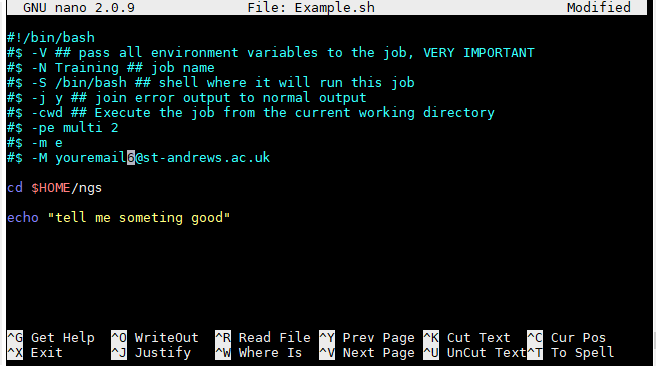 GNU nano 2.0.9 File: Example.sh Modified
#!/bin/bash
#$ -V ## pass all environment variables to the job, VERY IMPORTANT
#$ -N Training ## job name
#$ -S /bin/bash ## shell where it will run this job
#$ -j y ## join error output to normal output
#$ -cwd ## Execute the job from the current working directory
#$ -pe multi 2
#$ -m e
#$ -M youremail6@st-andrews.ac.uk
cd $HOME/ngs
echo "tell me someting good"
^G Get Help ^O WriteOut ^R Read File ^Y Prev Page ^K Cut Text ^C Cur Pos
^X Exit ^J Justify ^W Where Is ^V Next Page ^U UnCut Text ^T To Spell